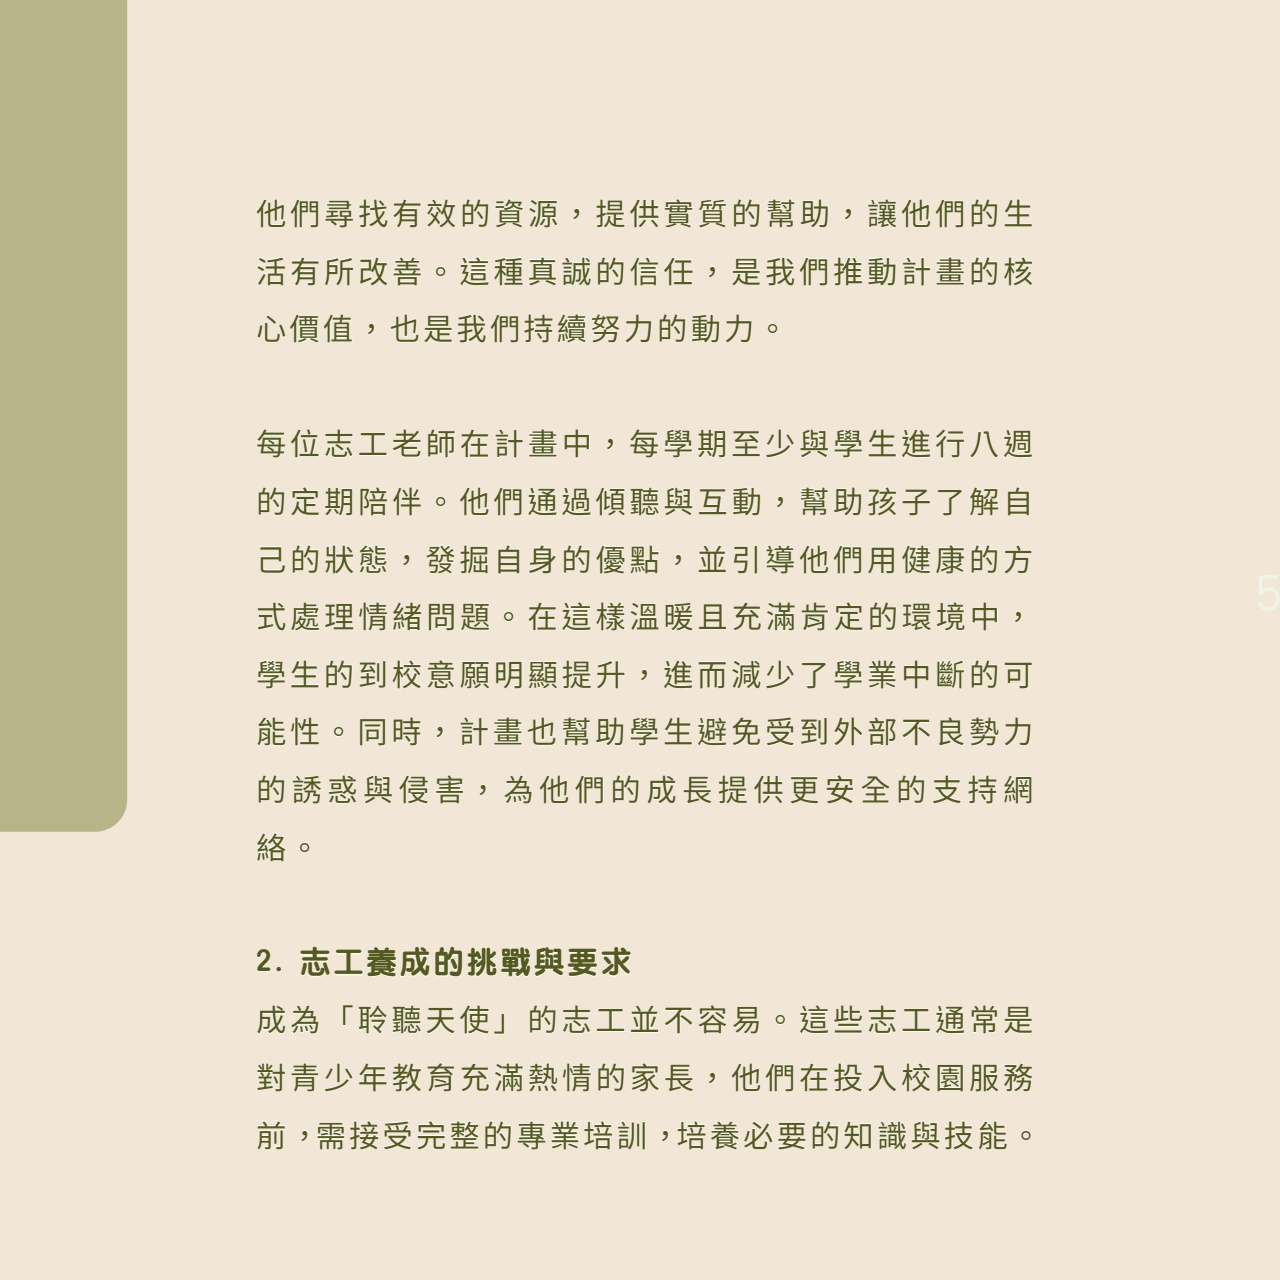 他們尋找有效的資源，提供實質的幫助，讓他們的生
活有所改善。這種真誠的信任，是我們推動計畫的核
心價值，也是我們持續努力的動力。
每位志工老師在計畫中，每學期至少與學生進行八週
的定期陪伴。他們通過傾聽與互動，幫助孩子了解自
己的狀態，發掘自身的優點，並引導他們用健康的方
式處理情緒問題。在這樣溫暖且充滿肯定的環境中，
學生的到校意願明顯提升，進而減少了學業中斷的可
能性。同時，計畫也幫助學生避免受到外部不良勢力
的誘惑與侵害，為他們的成長提供更安全的支持網
絡。
2. 志工養成的挑戰與要求
成為「聆聽天使」的志工並不容易。這些志工通常是
對青少年教育充滿熱情的家長，他們在投入校園服務
前，需接受完整的專業培訓，培養必要的知識與技能。
5